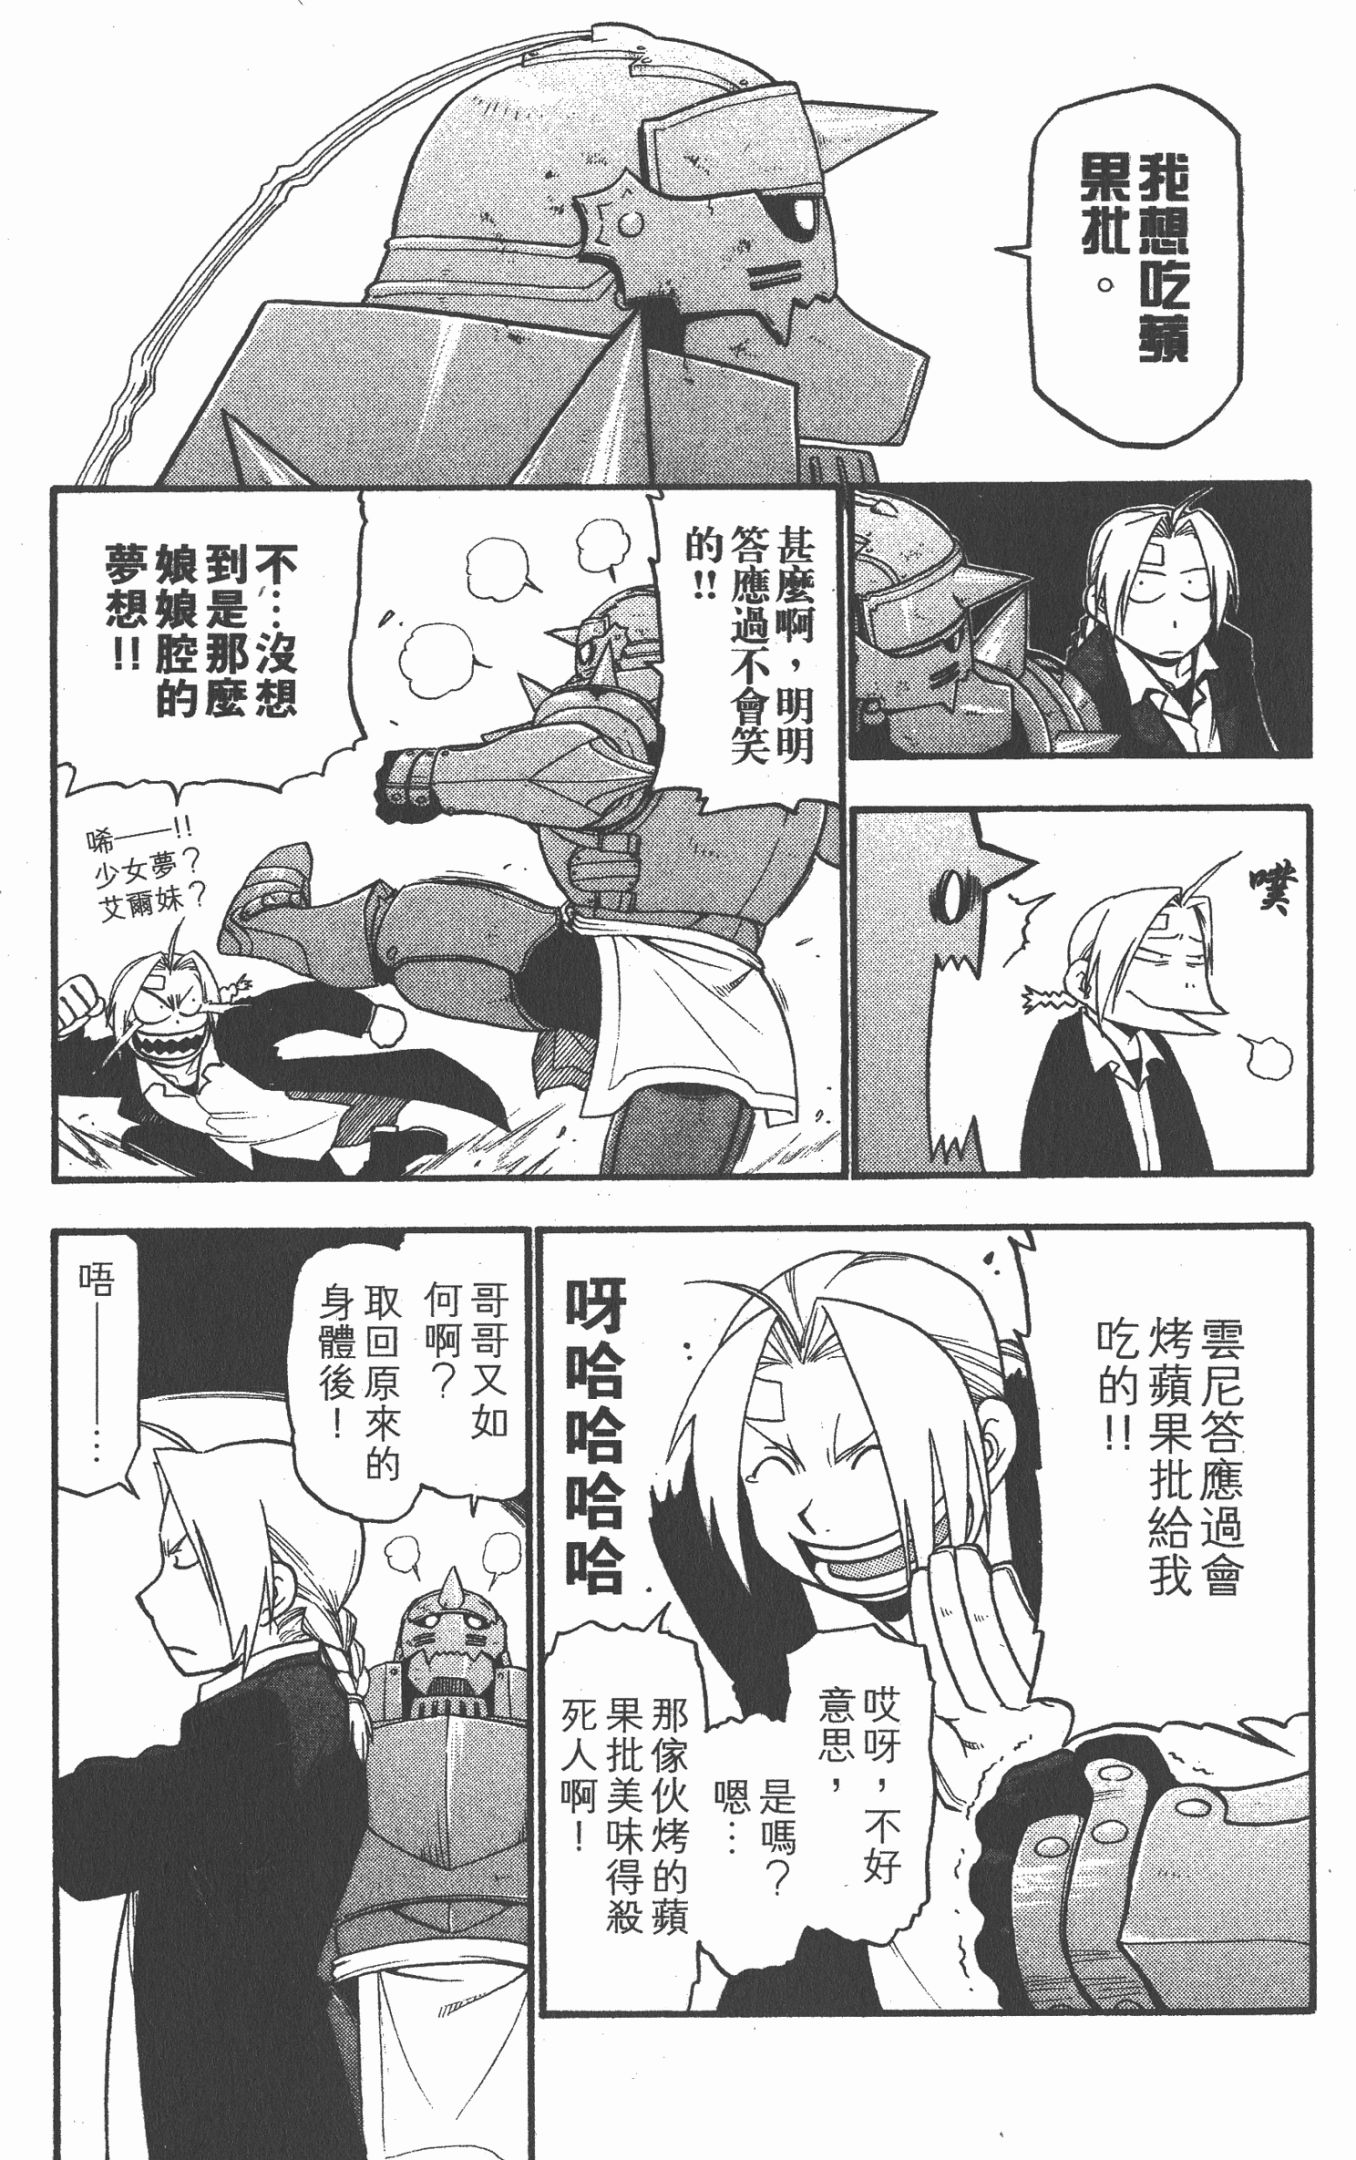 我想吃蘋
果批。
噗
甚麼啊，明明
答應過不會笑
的!!
不…沒想
到是那麼
娘娘腔的
夢想!!
唏──!!
少女夢？
艾爾妹？
雲尼答應過會
烤蘋果批給我
吃的!!
呀哈哈哈哈
哎呀，不好
意思，
是嗎？
嗯…
那傢伙烤的蘋
果批美味得殺
死人啊！
哥哥又如
何啊？
取回原來的
身體後！
唔──…